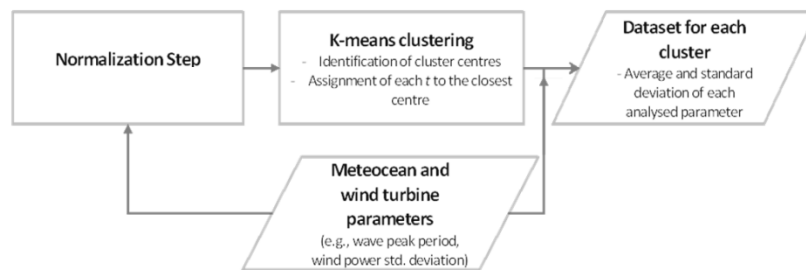 Normalization Step
K-means clustering
- Identification of cluster centres
- Assignment of each t to the closest
centre
Dataset for each
cluster
- Average and standard
deviation of each
analysed parameter
Meteocean and
wind turbine
parameters
(e.g., wave peak period,
wind power std. deviation)